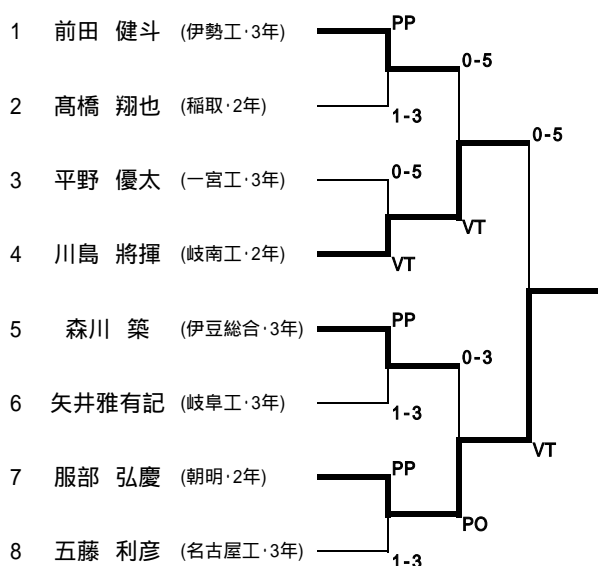 1 前田 健斗 (伊勢工·3年) PP
0-5
2 髙橋 翔也 (稲取·2年) 1-3
0-5
3 平野 優太 (一宮工·3年) 0-5
VT
4 川島 將揮 (岐南工·2年) VT
5 森川 築 (伊豆総合·3年) PP
0-3
6 矢井雅有記 (岐阜工·3年) 1-3
VT
7 服部 弘慶 (朝明·2年) PP
PO
8 五藤 利彦 (名古屋工·3年) 1-3